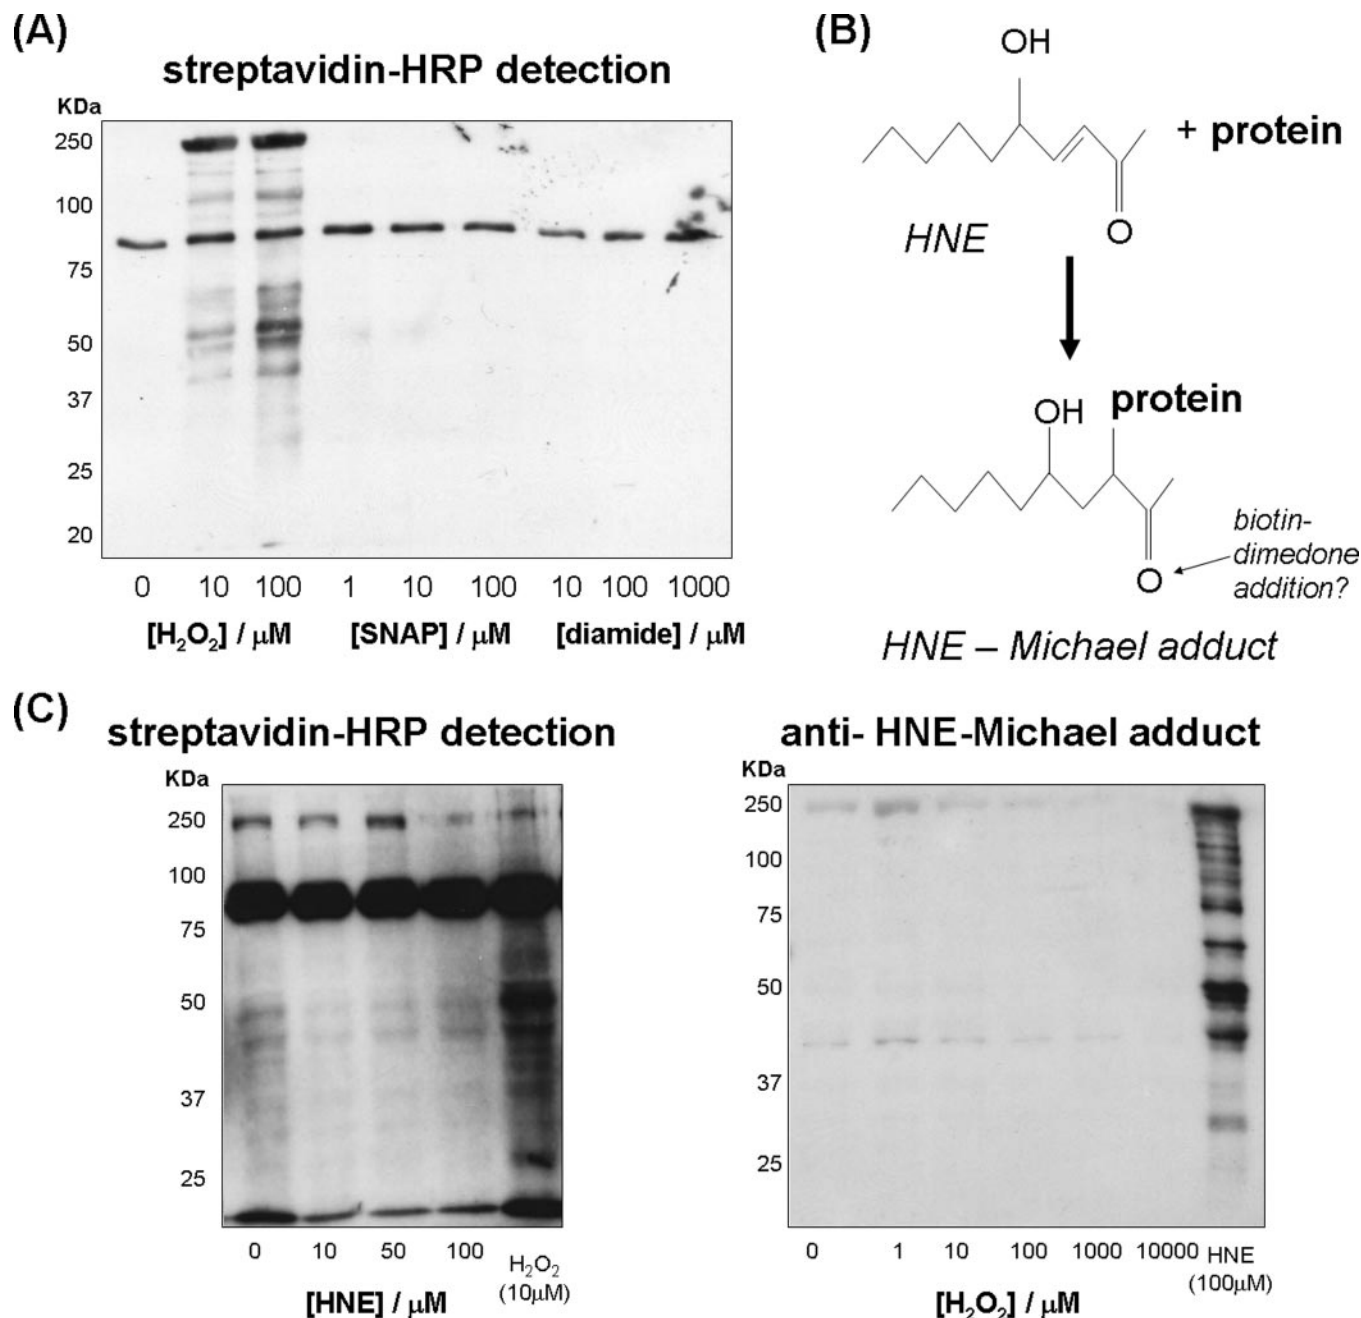 (A)
streptavidin-HRP detection
KDa
250
100
75
50
37
25
20
0 10 100 1 10 100 10 100 1000
[H₂O₂] / μM [SNAP] / μM [diamide] / μM
(B)
OH
+ protein
O
HNE
OH
protein
O
biotin-
dimedone
addition?
HNE – Michael adduct
(C)
streptavidin-HRP detection
KDa
250
100
75
50
37
25
0 10 50 100 H₂O₂
(10μM)
[HNE] / μM
anti- HNE-Michael adduct
KDa
250
100
75
50
37
25
0 1 10 100 1000 10000 HNE
(100μM)
[H₂O₂] / μM